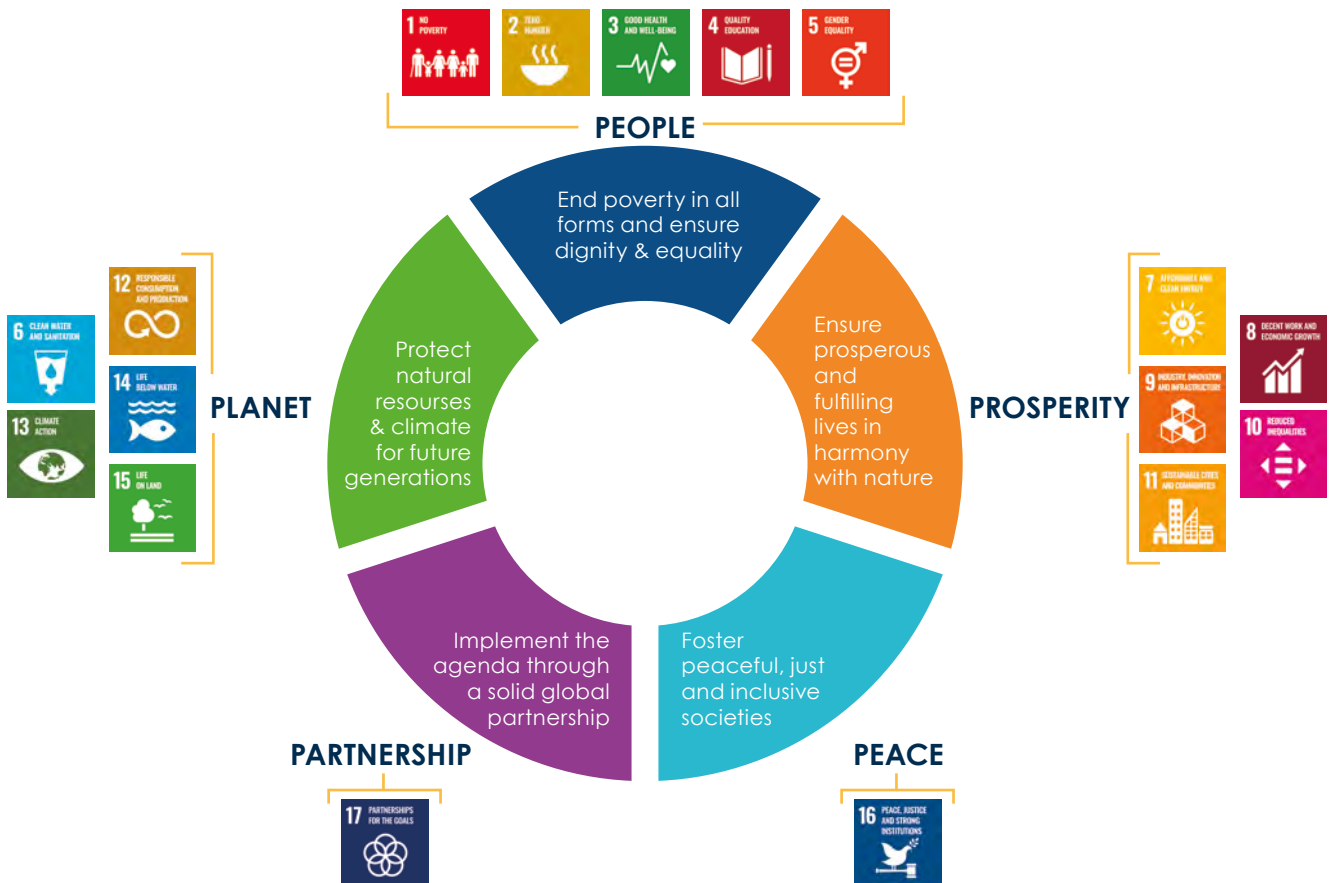 1 NO
POVERTY
2 ZERO
HUNGER
3 GOOD HEALTH
AND WELL-BEING
4 QUALITY
EDUCATION
5 GENDER
EQUALITY
PEOPLE
End poverty in all
forms and ensure
dignity & equality
12 RESPONSIBLE
CONSUMPTION
AND PRODUCTION
6 CLEAN WATER
AND SANITATION
14 LIFE
BELOW WATER
13 CLIMATE
ACTION
15 LIFE
ON LAND
PLANET
Protect
natural
resourses
& climate
for future
generations
Ensure
prosperous
and
fulfilling
lives in
harmony
with nature
PROSPERITY
7 AFFORDABLE AND
CLEAN ENERGY
8 DECENT WORK AND
ECONOMIC GROWTH
9 INDUSTRY, INNOVATION
AND INFRASTRUCTURE
10 REDUCED
INEQUALITIES
11 SUSTAINABLE CITIES
AND COMMUNITIES
Implement the
agenda through
a solid global
partnership
Foster
peaceful, just
and inclusive
societies
PARTNERSHIP
17 PARTNERSHIPS
FOR THE GOALS
PEACE
16 PEACE, JUSTICE
AND STRONG
INSTITUTIONS